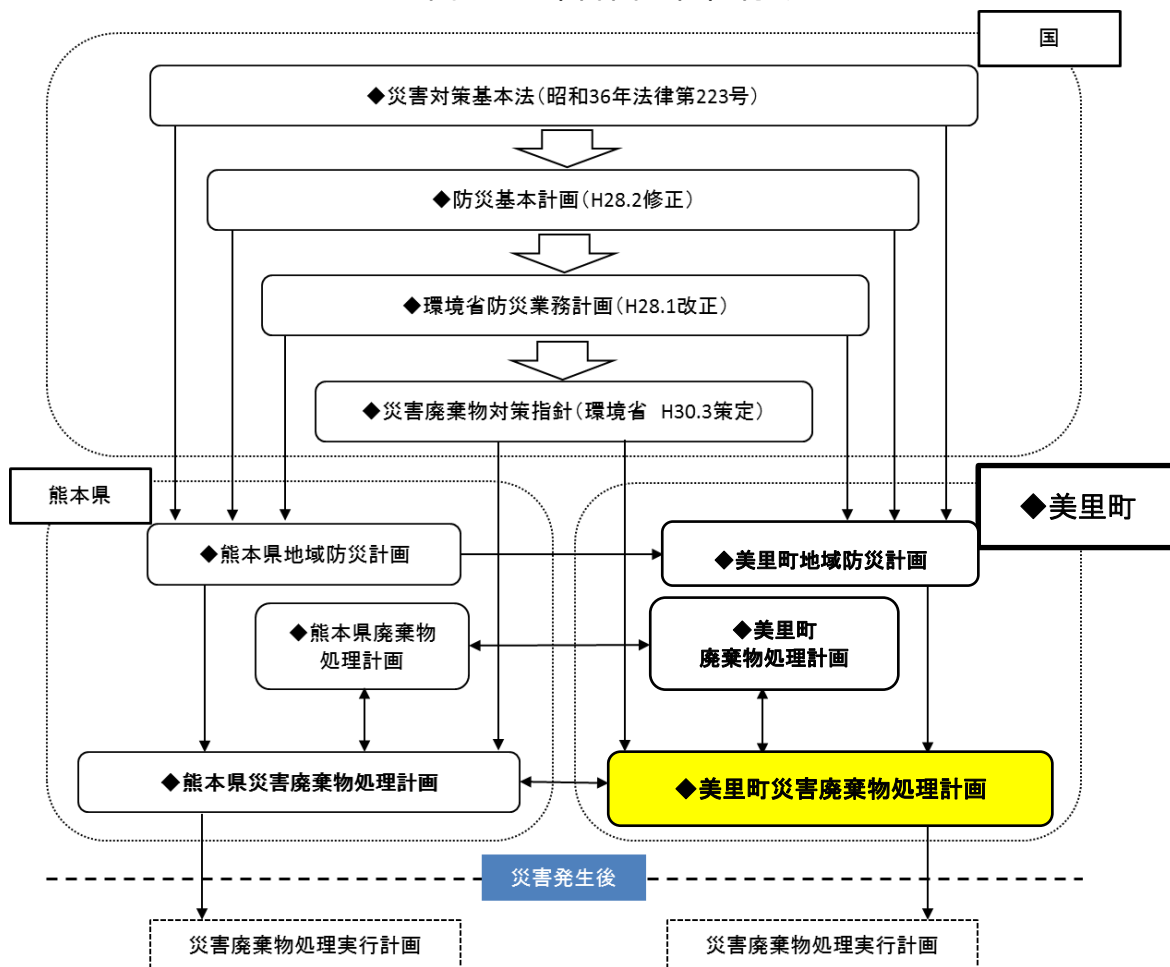 国
◆災害対策基本法（昭和36年法律第223号）
◆防災基本計画（H28.2修正）
◆環境省防災業務計画（H28.1改正）
◆災害廃棄物対策指針（環境省　H30.3策定）
熊本県
◆美里町
◆熊本県地域防災計画
◆美里町地域防災計画
◆熊本県廃棄物
処理計画
◆美里町
廃棄物処理計画
◆熊本県災害廃棄物処理計画
◆美里町災害廃棄物処理計画
災害発生後
災害廃棄物処理実行計画
災害廃棄物処理実行計画